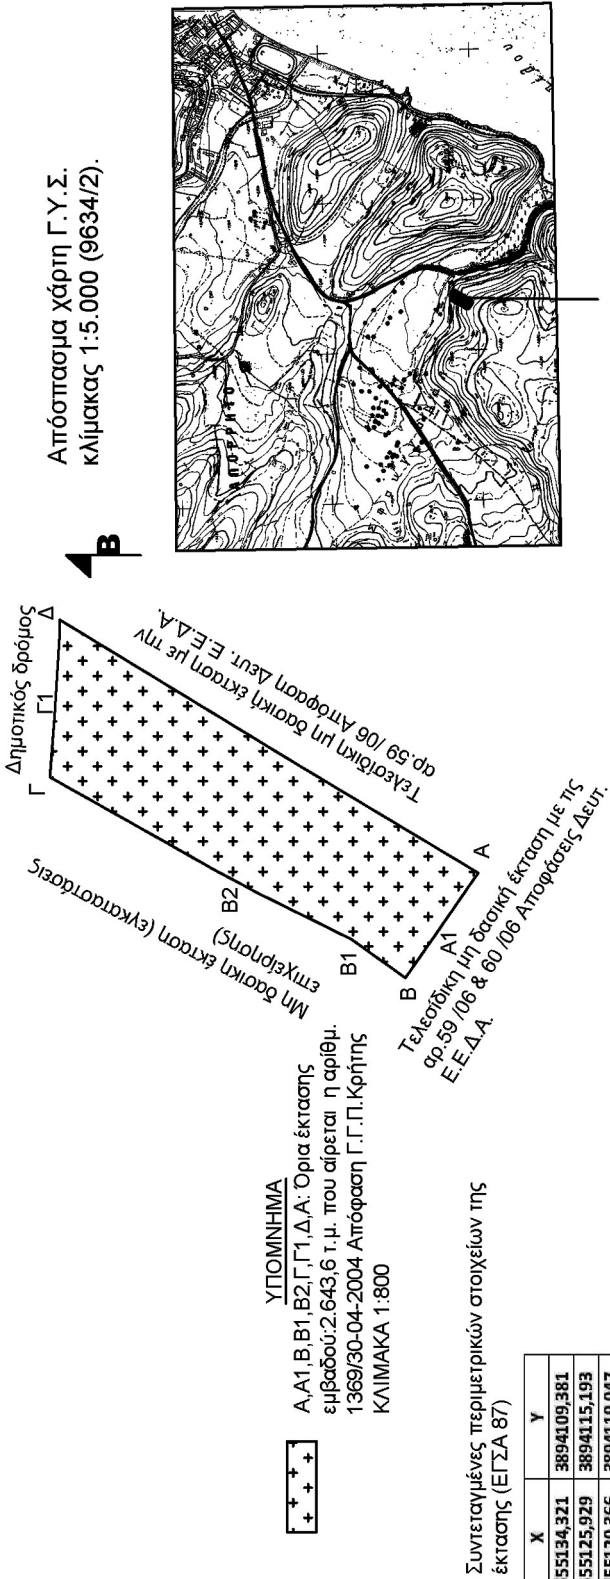 Απόσπασμα χάρτη Γ.Υ.Σ.
κλίμακας 1:5.000 (9634/2).
Β
ΑΠΟΡΡΗΤΟ
Δημοτικός δρόμος
Γ
Γ1
Δ
Μη δασική έκταση (εγκαταστάσεις
επιχείρησης)
Τελεσίδικη μη δασική έκταση με την
αρ.59 /06 Απόφαση Δευτ. Ε.Ε.Δ.Α.
Β2
Β1
Β
Α1
Α
Τελεσίδικη μη δασική έκταση με τις
αρ.59 /06 & 60 /06 Αποφάσεις Δευτ.
Ε.Ε.Δ.Α.
ΥΠΟΜΝΗΜΑ
Α,Α1,Β,Β1,Β2,Γ,Γ1,Δ,Α: Όρια έκτασης
εμβαδού:2.643,6 τ.μ. που αίρεται η αρίθμ.
1369/30-04-2004 Απόφαση Γ.Γ.Π.Κρήτης
ΚΛΙΜΑΚΑ 1:800
Συντεταγμένες περιμετρικών στοιχείων της
έκτασης (ΕΓΣΑ 87)
X Y
55134,321 3894109,381
55125,929 3894115,193